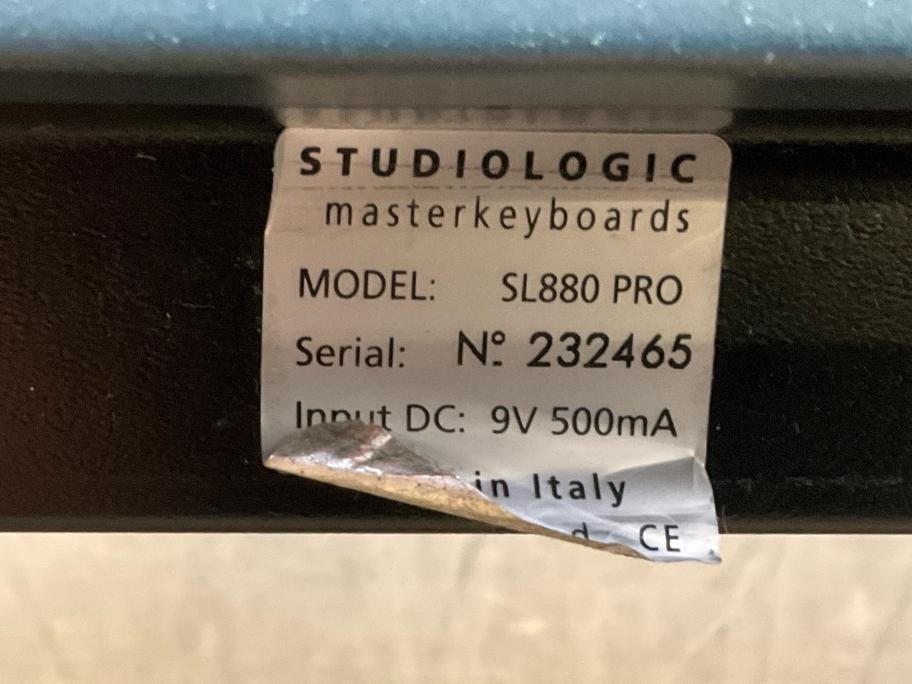 STUDIOLOGIC
masterkeyboards
MODEL: SL880 PRO
Serial: Nº 232465
Input DC: 9V 500mA
in Italy
CE